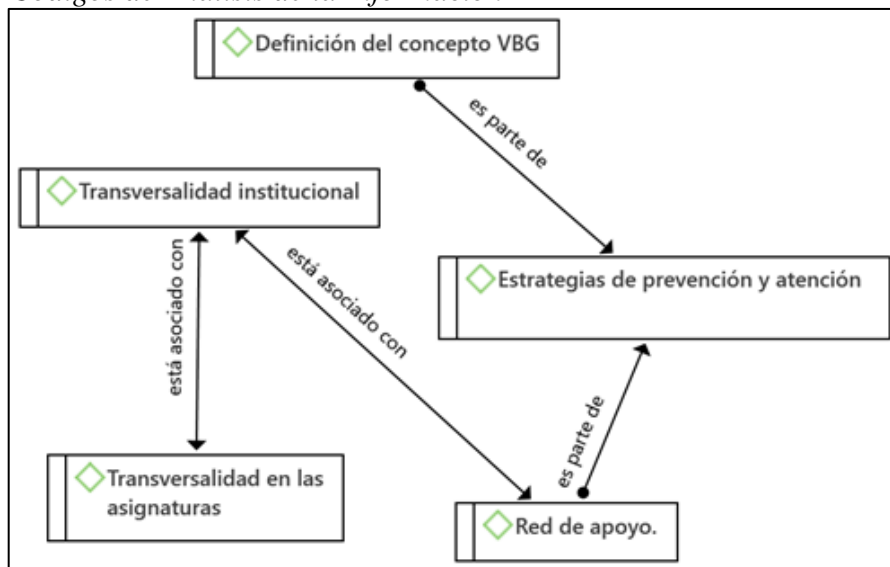 Definición del concepto VBG
es parte de
Transversalidad institucional
está asociado con
está asociado con
Estrategias de prevención y atención
es parte de
Transversalidad en las
asignaturas
Red de apoyo.